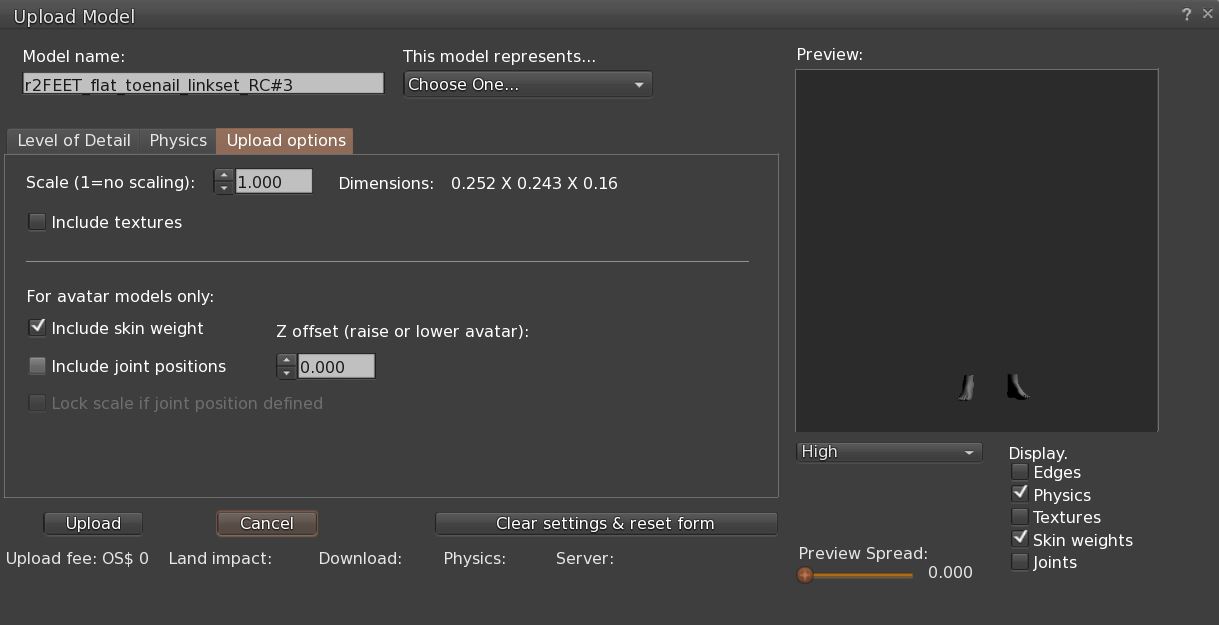 Upload Model ?
Model name: This model represents... Preview:
r2FEET_flat_toenail_linkset_RC#3 Choose One...
Level of Detail Physics Upload options
Scale (1=no scaling): 1.000 Dimensions: 0.252 X 0.243 X 0.16
Include textures
For avatar models only:
Include skin weight Z offset (raise or lower avatar):
Include joint positions 0.000
Lock scale if joint position defined
High Display.
Edges
Physics
Textures
Skin weights
Joints
Upload Cancel Clear settings & reset form
Upload fee: OS$ 0 Land impact: Download: Physics: Server:
Preview Spread:
0.000